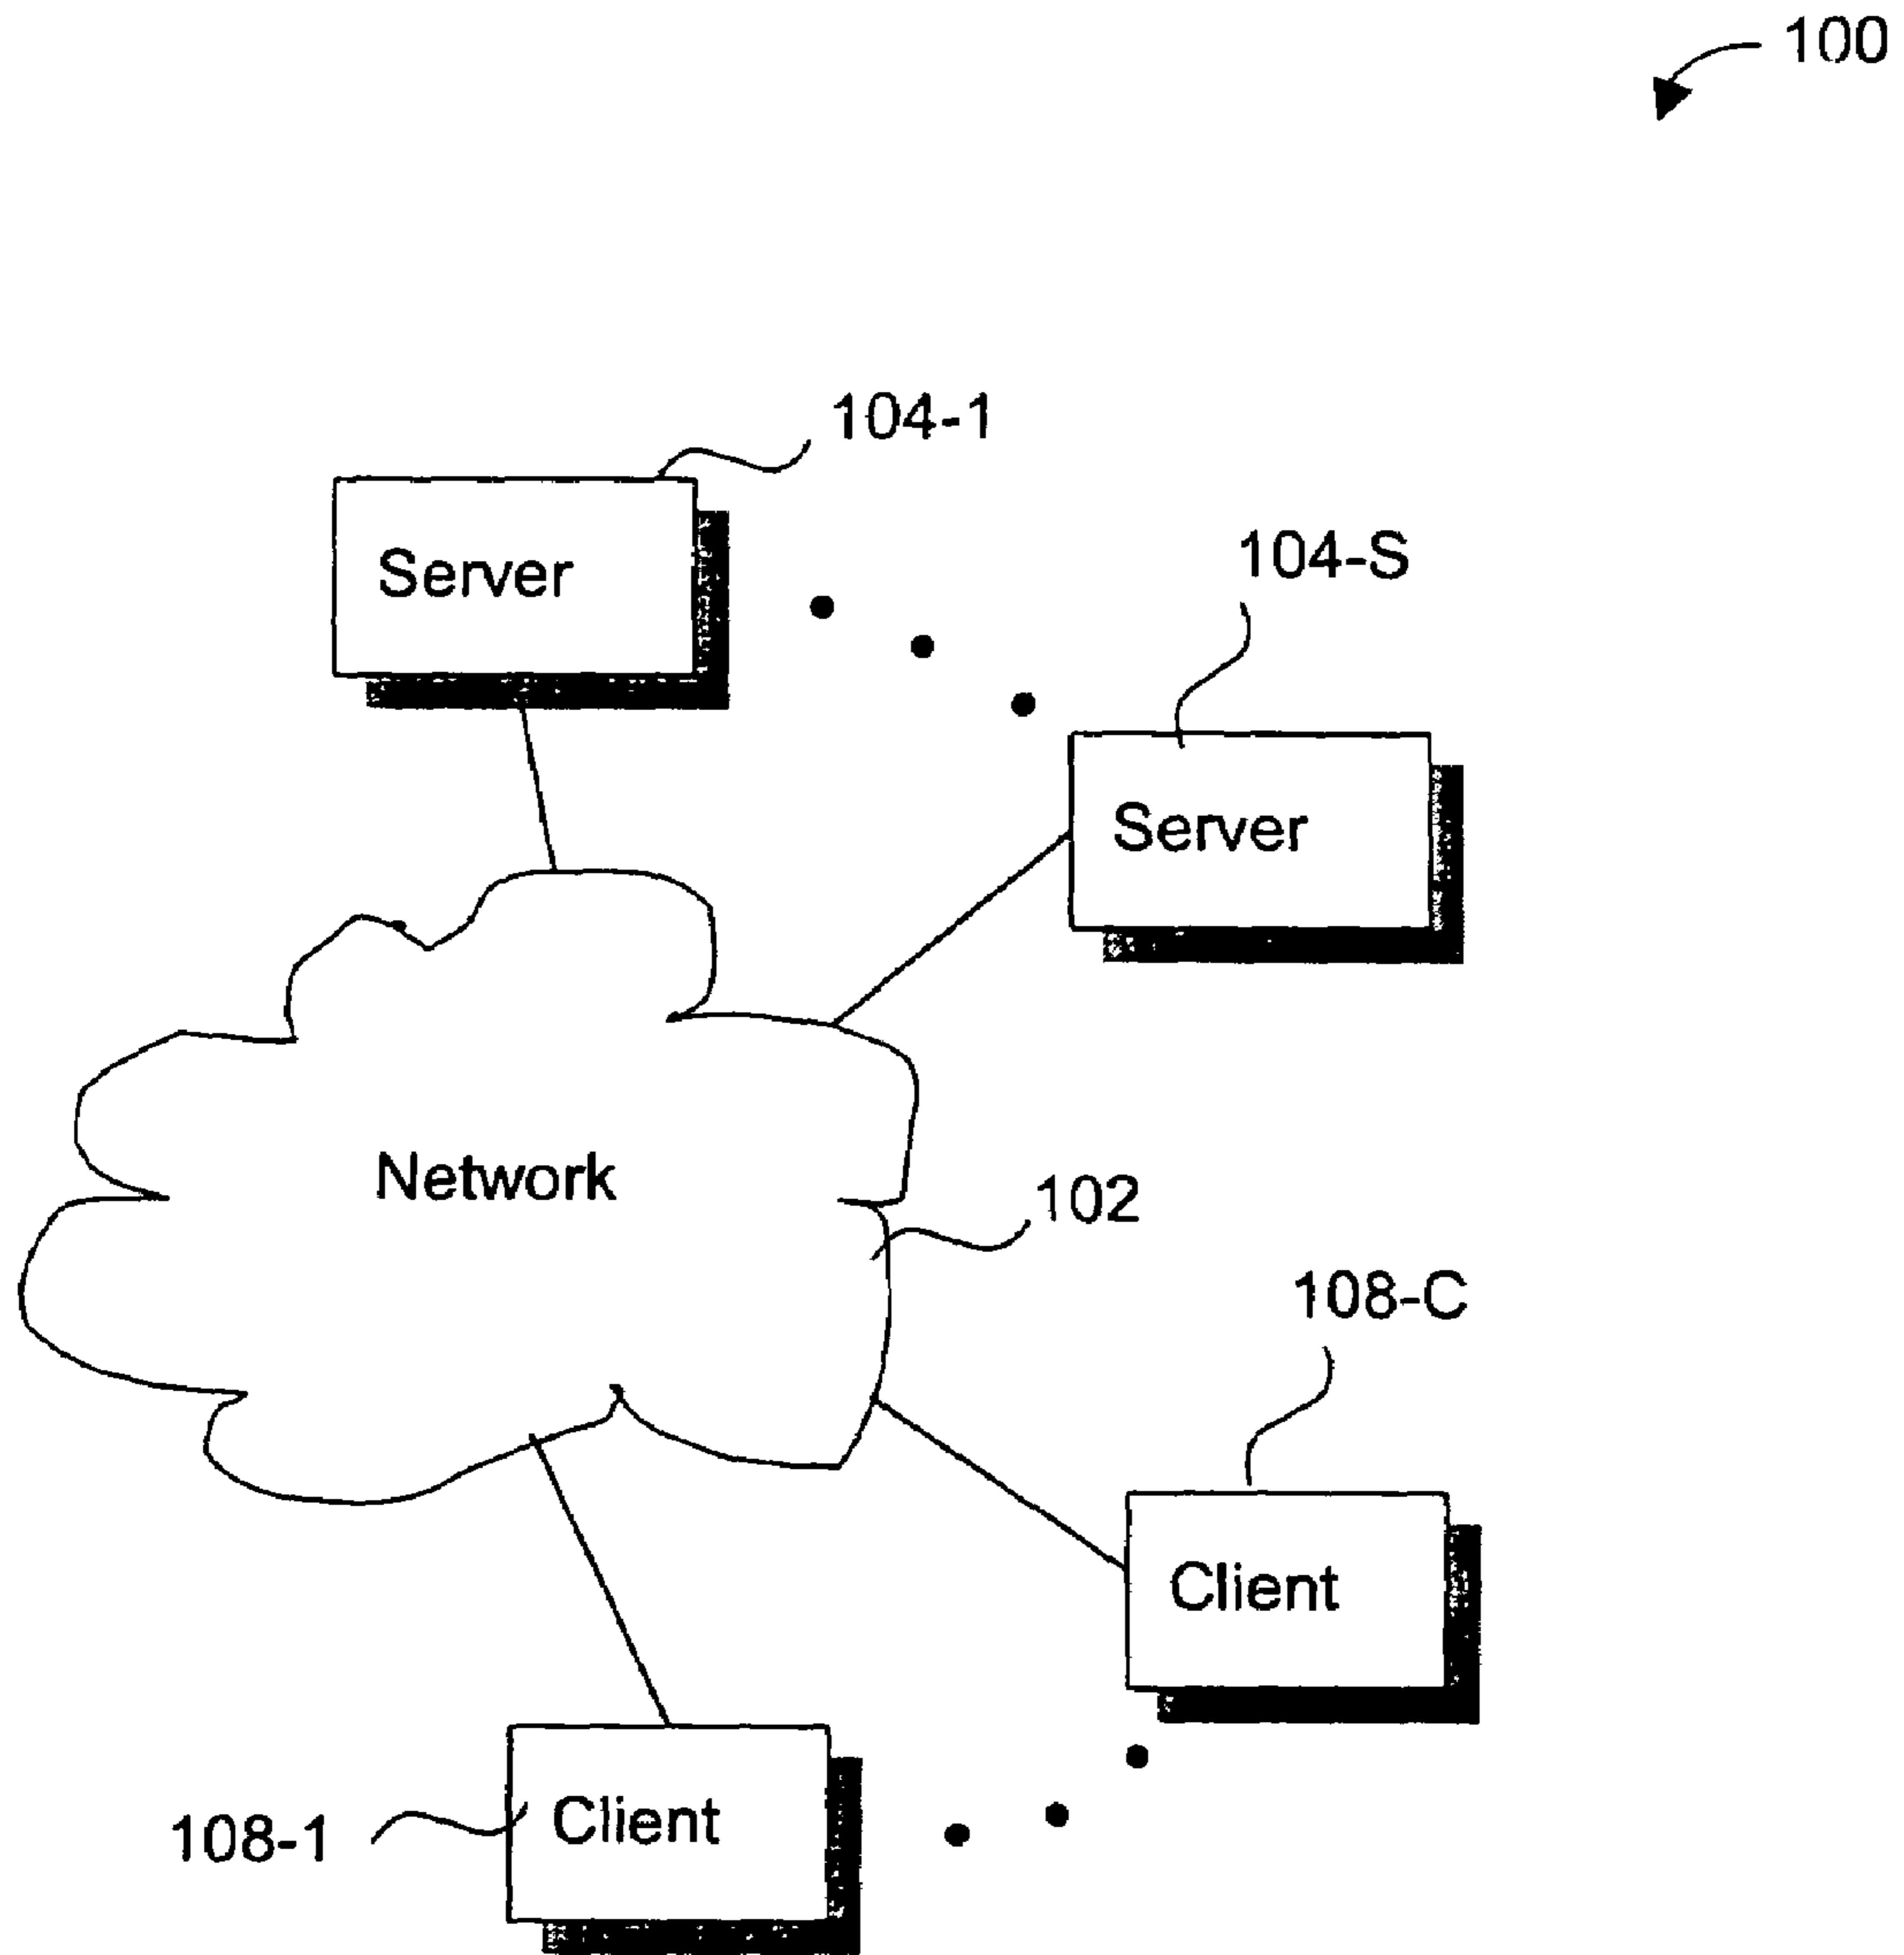 100
104-1
Server
104-S
Server
Network
102
108-C
Client
108-1
Client